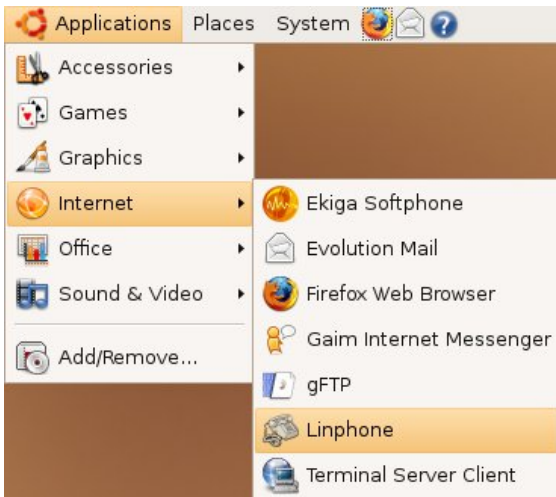 Applications Places System
Accessories
Games
Graphics
Internet
Office
Sound & Video
Add/Remove...
Ekiga Softphone
Evolution Mail
Firefox Web Browser
Gaim Internet Messenger
gFTP
Linphone
Terminal Server Client